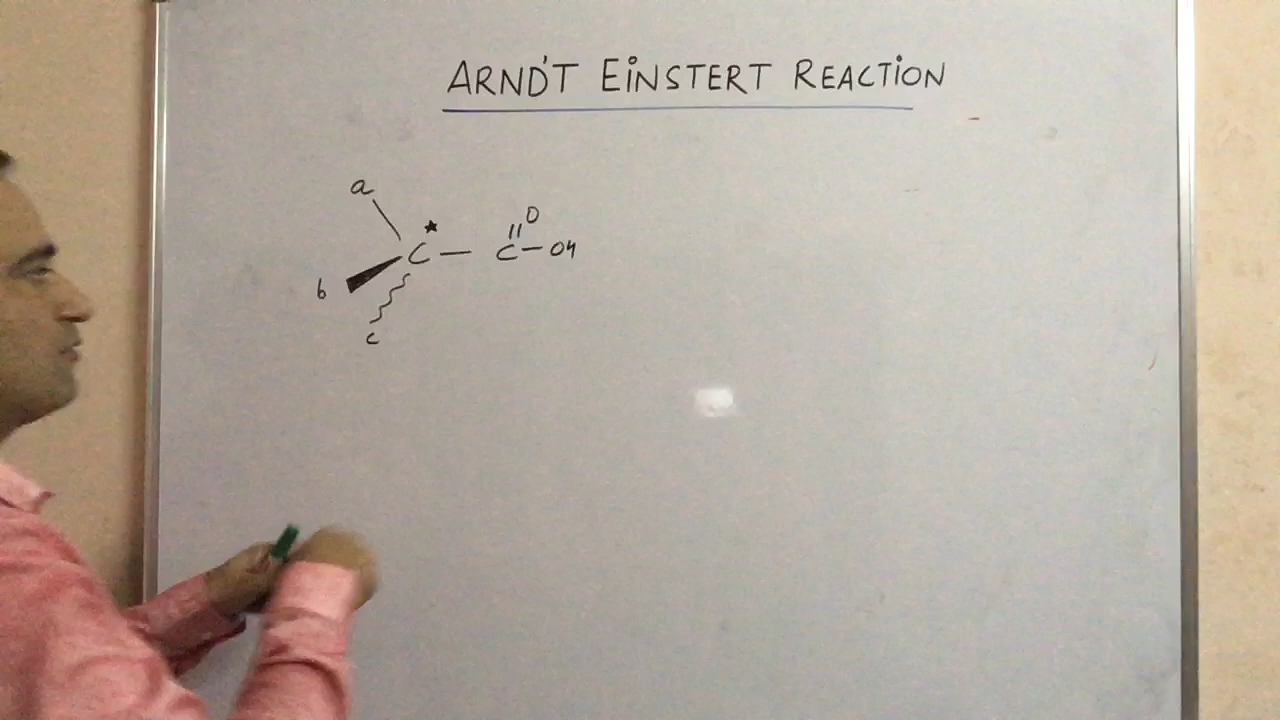 ARND'T EINSTERT REACTION
a
O
C* — C — OH
b
c